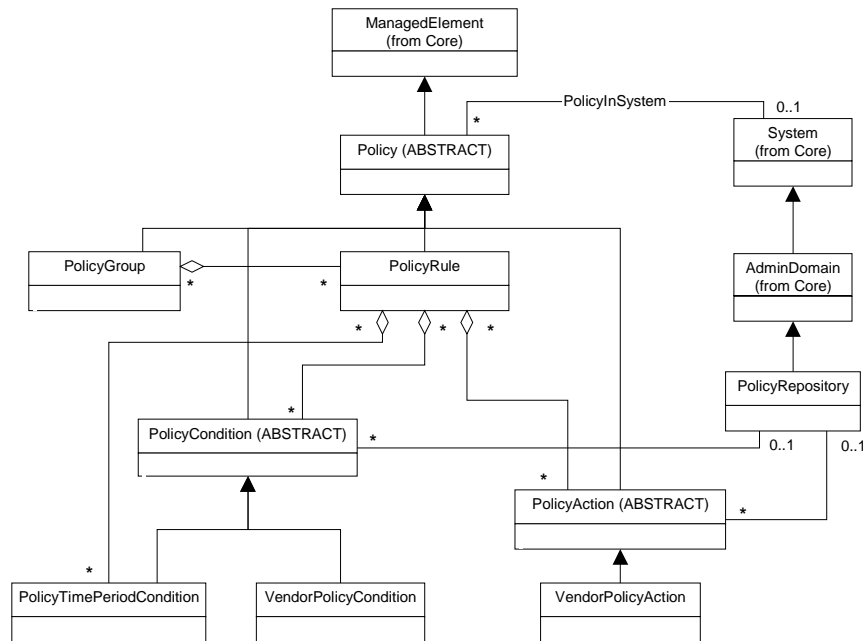 ManagedElement
(from Core)
PolicyInSystem
*
0..1
Policy (ABSTRACT)
System
(from Core)
PolicyGroup
PolicyRule
AdminDomain
(from Core)
*
*
*
*
*
PolicyRepository
*
PolicyCondition (ABSTRACT)
*
0..1
0..1
*
PolicyAction (ABSTRACT)
*
*
PolicyTimePeriodCondition
VendorPolicyCondition
VendorPolicyAction